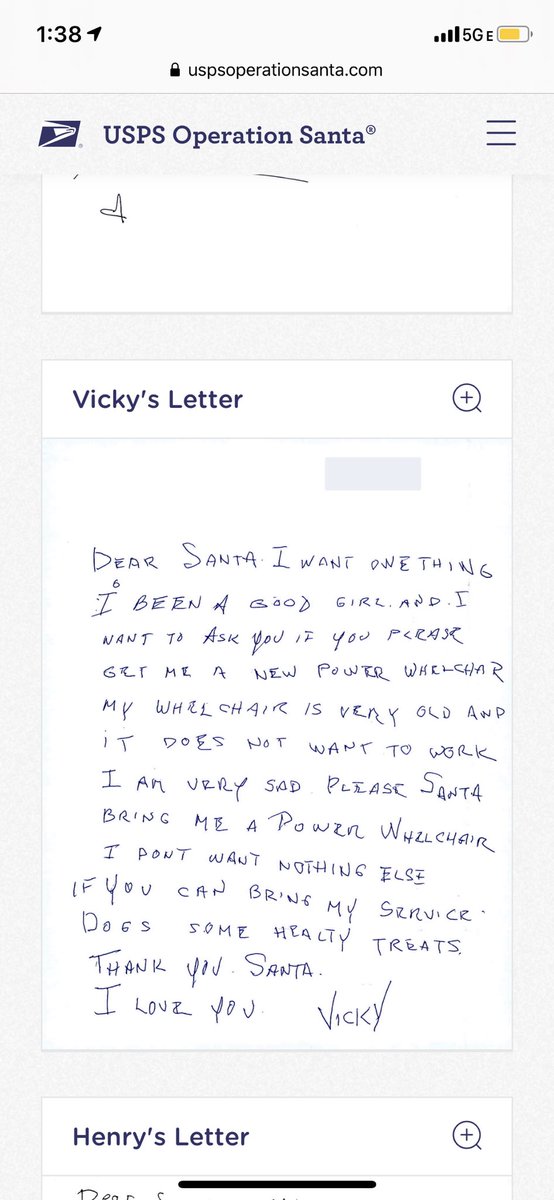 1:38
5GE
uspsoperationsanta.com
USPS Operation Santa®
Vicky's Letter
DEAR SANTA. I WANT ONE THING
I BEEN A GOOD GIRL. AND. I
WANT TO ASK YOU IF YOU PLEASE
GET ME A NEW POWER WHELCHAR
MY WHELCHAIR IS VERY OLD AND
IT DOES NOT WANT TO WORK
I AM VERY SAD. PLEASE SANTA
BRING ME A POWER WHELCHAIR
I DONT WANT NOTHING ELSE
IF YOU CAN BRING MY SERVICE.
DOGS SOME HEALTY TREATS.
THANK YOU. SANTA.
I LOVE YOU. VICKY
Henry's Letter